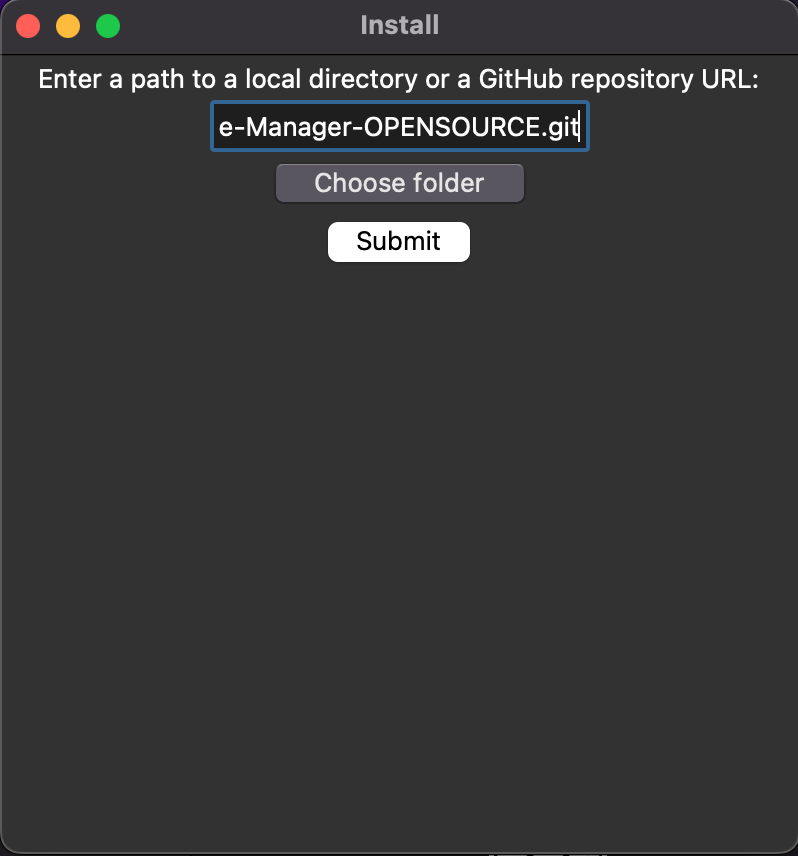 Install
Enter a path to a local directory or a GitHub repository URL:
e-Manager-OPENSOURCE.git
Choose folder
Submit